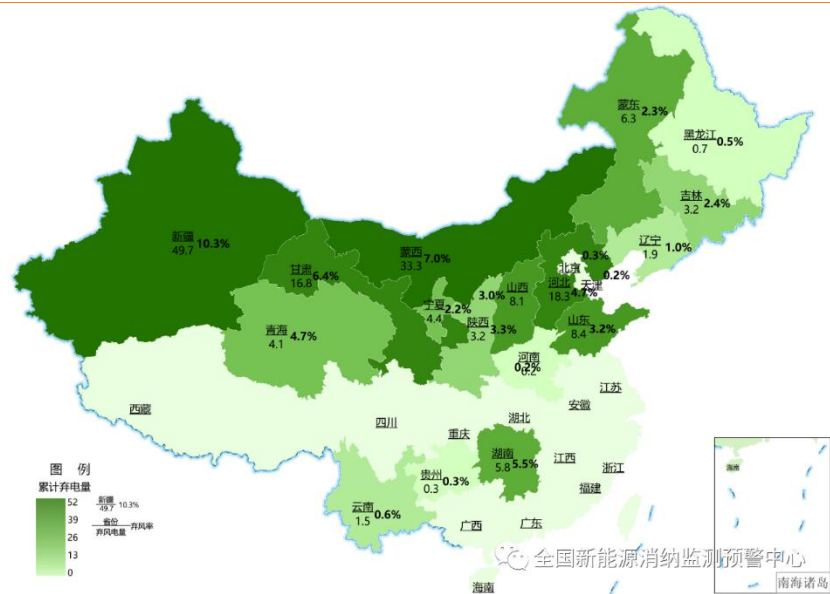 蒙东 2.3%
6.3
黑龙江 0.5%
0.7
吉林 2.4%
3.2
辽宁 1.0%
1.9
新疆 10.3%
49.7
蒙西 7.0%
33.3
甘肃 6.4%
16.8
北京 0.3%
天津 0.2%
河北 4.7%
18.3
山西 3.0%
8.1
宁夏 2.2%
4.4
陕西 3.3%
3.2
青海 4.7%
4.1
山东 3.2%
8.4
河南 0.2%
0.2
西藏
四川
重庆
湖北
安徽
江苏
湖南 5.5%
5.8
江西
浙江
福建
贵州 0.3%
0.3
云南 0.6%
1.5
广西
广东
海南
图 例
累计弃电量
52
39
26
13
0
新疆 10.3%
49.7
省份 弃风率
弃风电量
海南
南海诸岛
全国新能源消纳监测预警中心